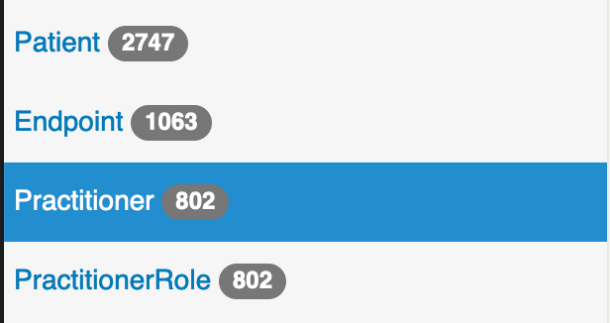 Patient 2747
Endpoint 1063
Practitioner 802
PractitionerRole 802